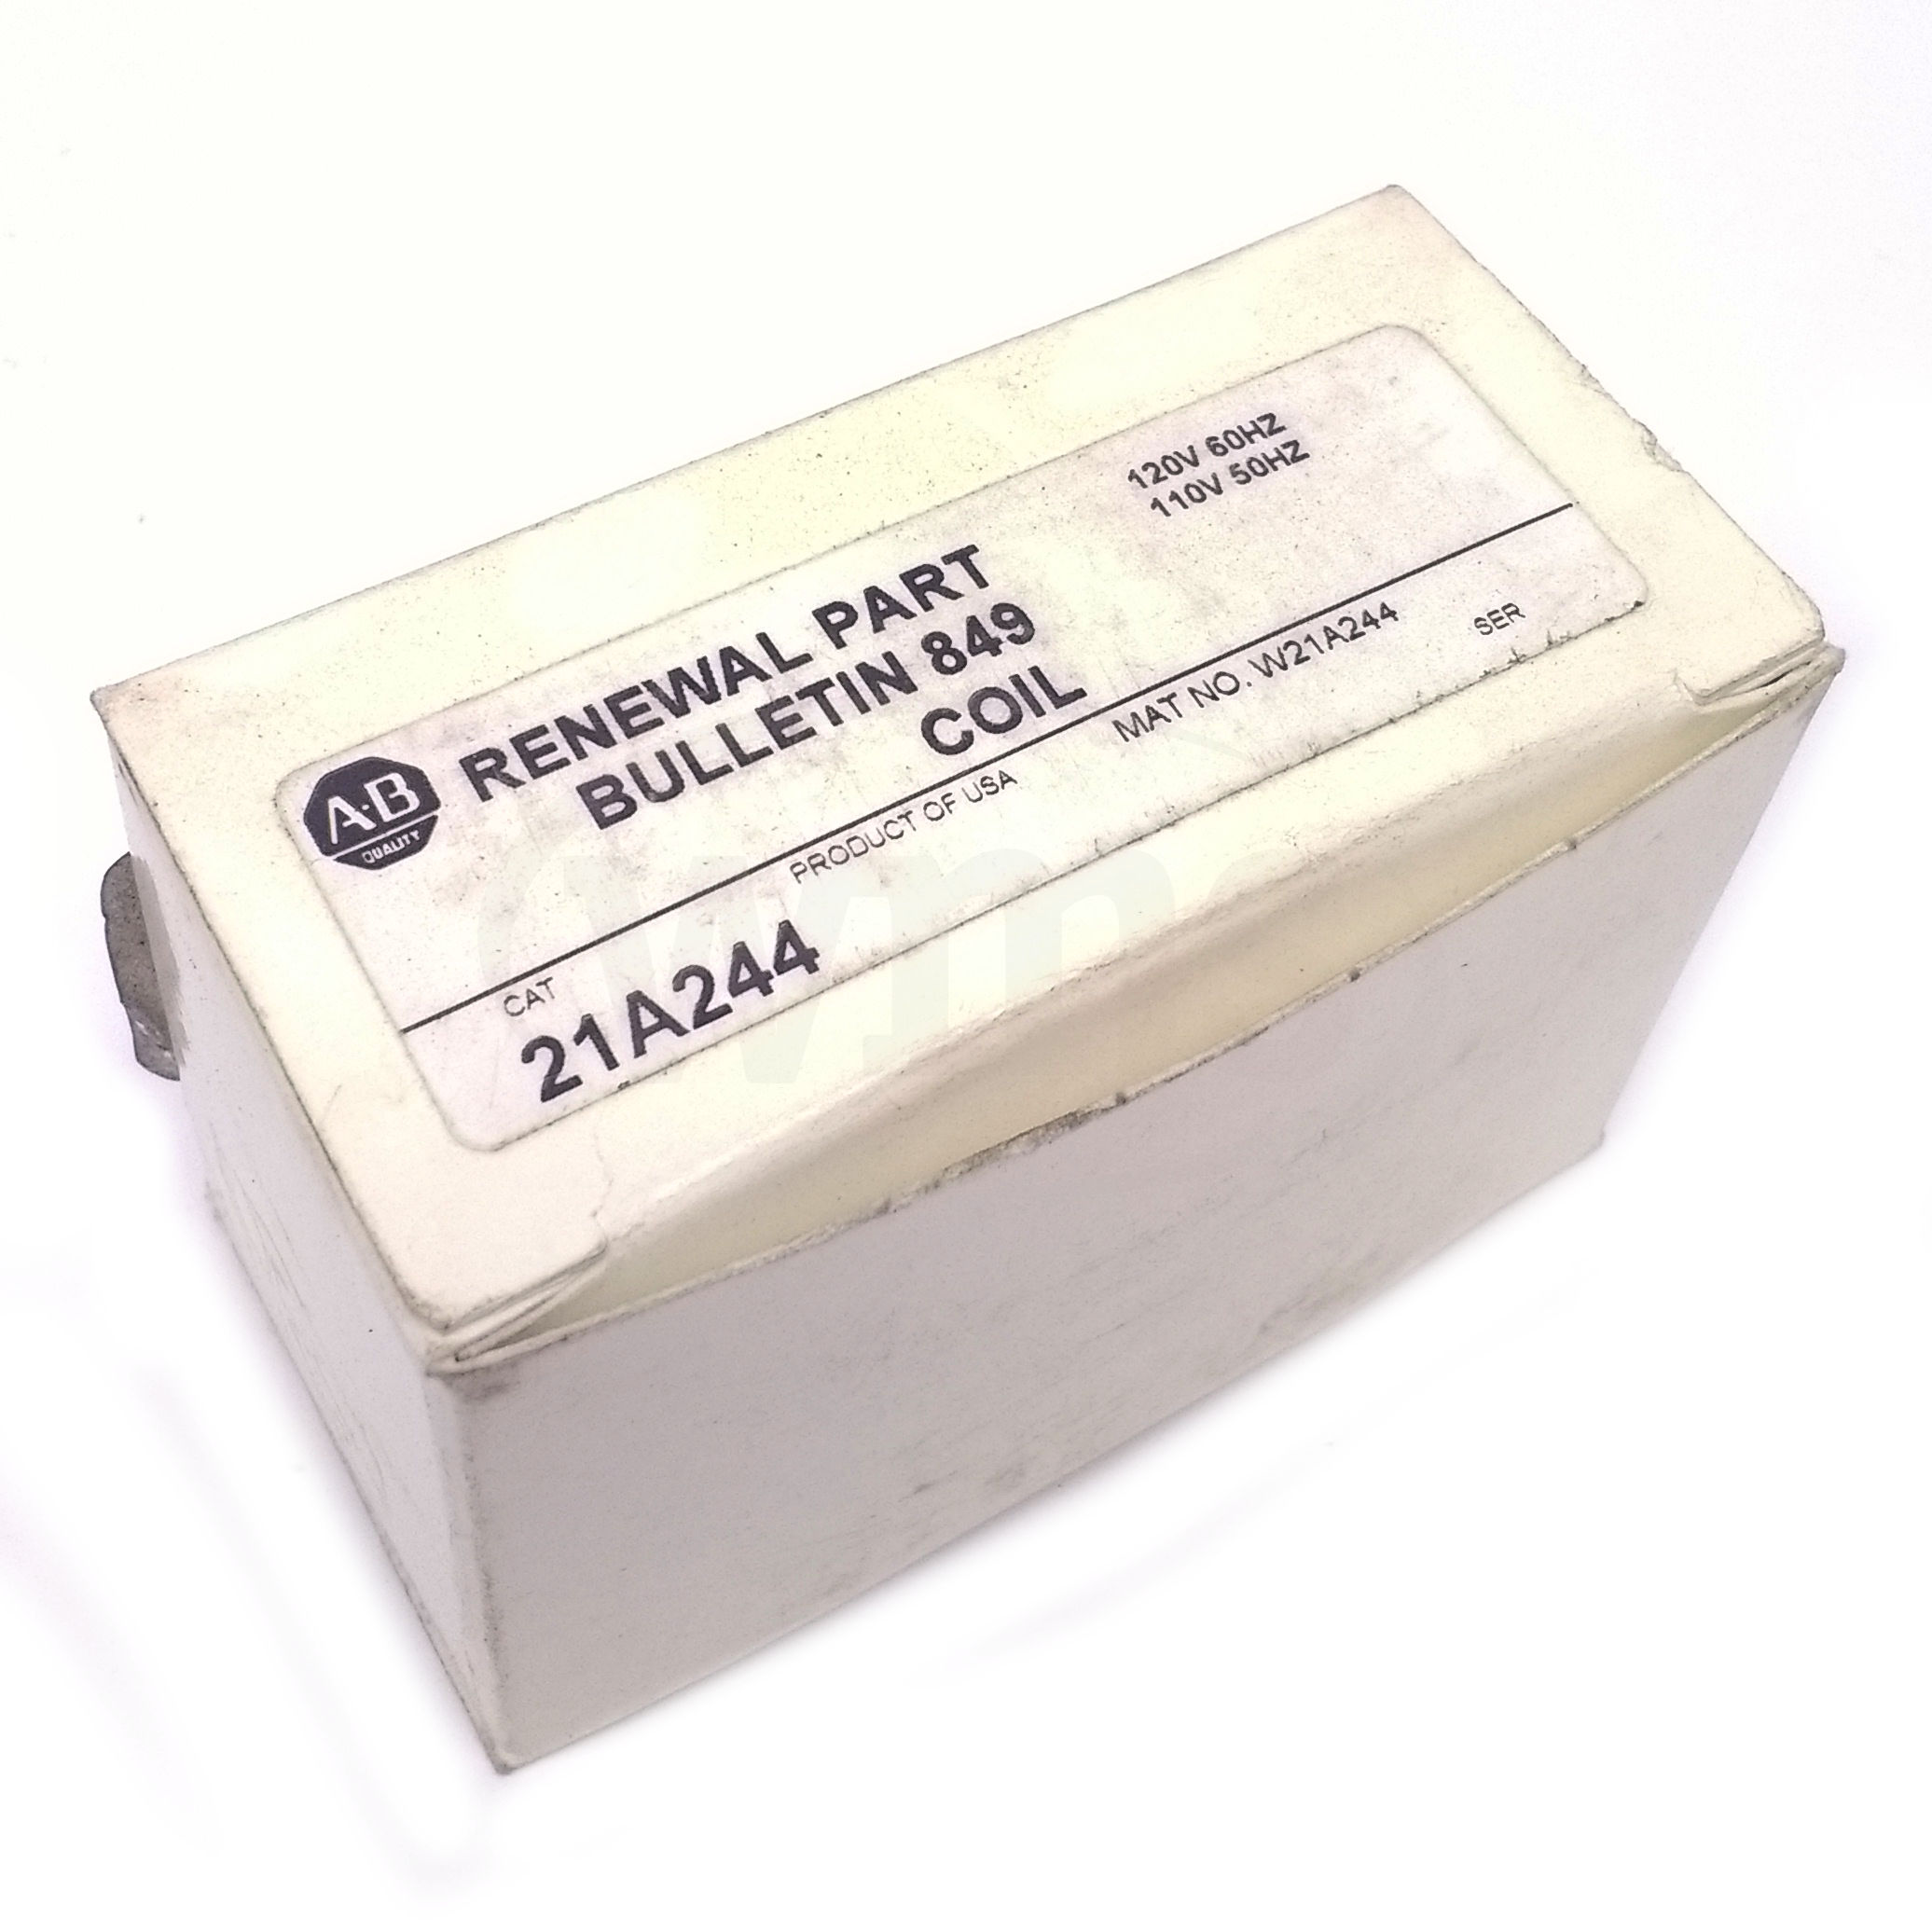 A·B
QUALITY
RENEWAL PART
BULLETIN 849
COIL
120V 60HZ
110V 50HZ
CAT
21A244
PRODUCT OF USA
MAT NO. W21A244
SER
wm